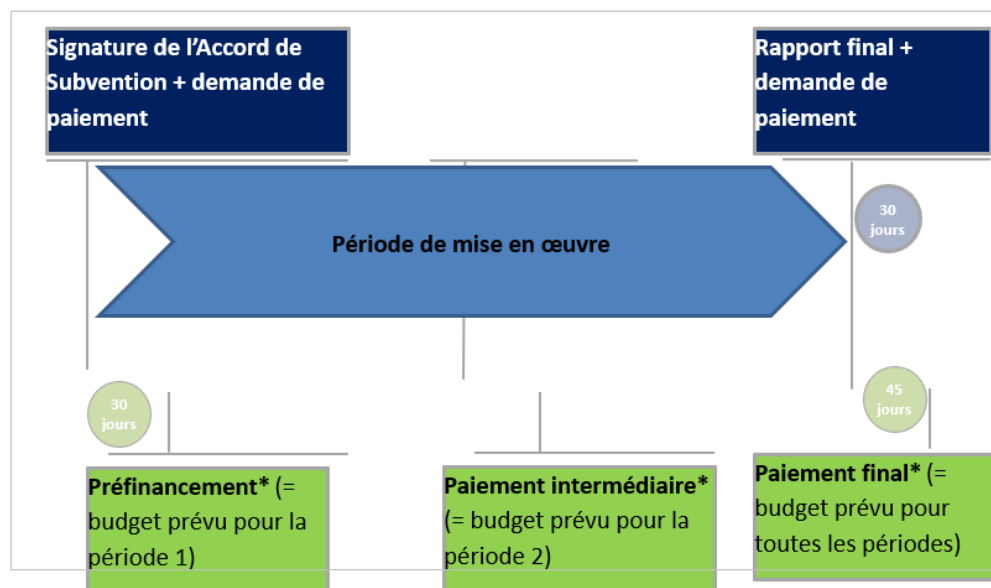 Signature de l'Accord de
Subvention + demande de
paiement
Rapport final +
demande de
paiement
30
jours
Période de mise en œuvre
30
jours
45
jours
Préfinancement* (=
budget prévu pour la
période 1)
Paiement intermédiaire*
(= budget prévu pour la
période 2)
Paiement final* (=
budget prévu pour
toutes les périodes)